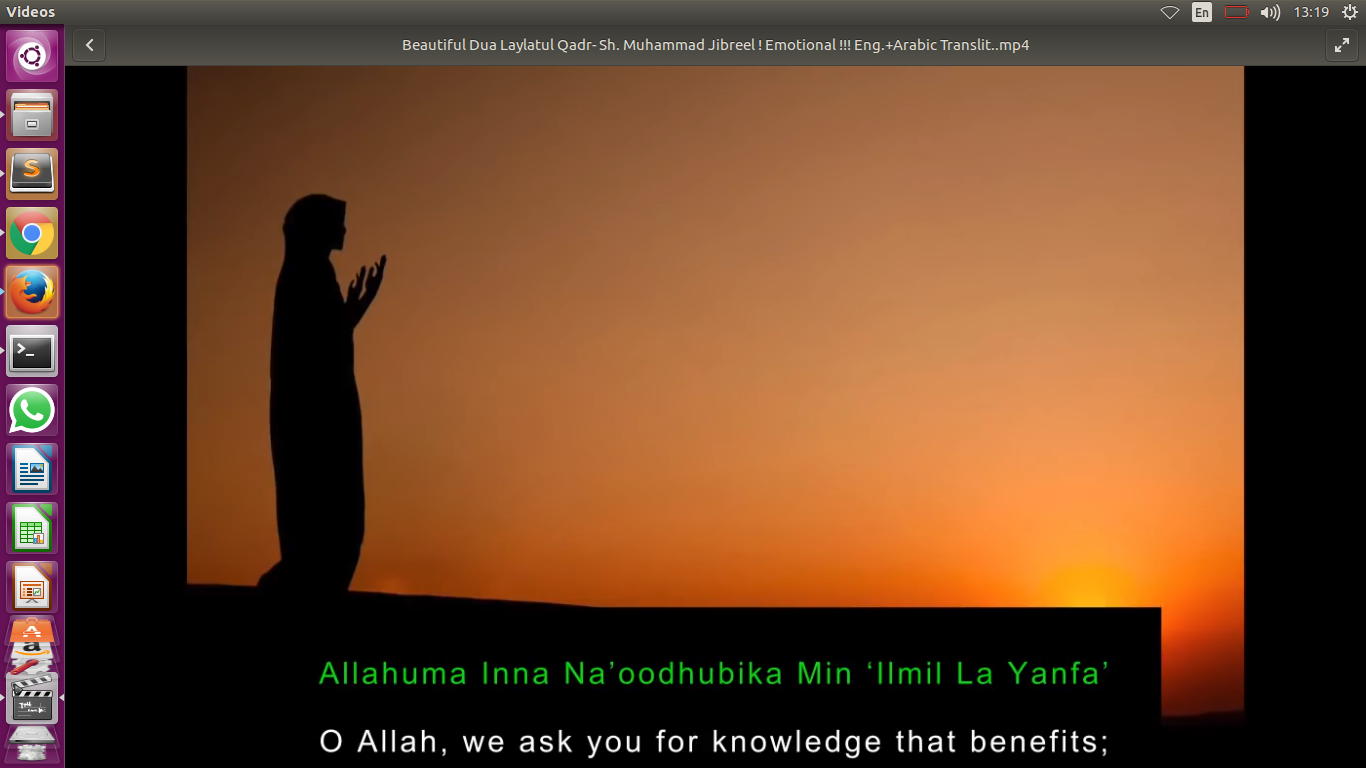 Videos
En
13:19
Beautiful Dua Laylatul Qadr- Sh. Muhammad Jibreel ! Emotional !!! Eng.+Arabic Translit..mp4
Allahuma Inna Na’oodhubika Min ‘Ilmil La Yanfa’
O Allah, we ask you for knowledge that benefits;